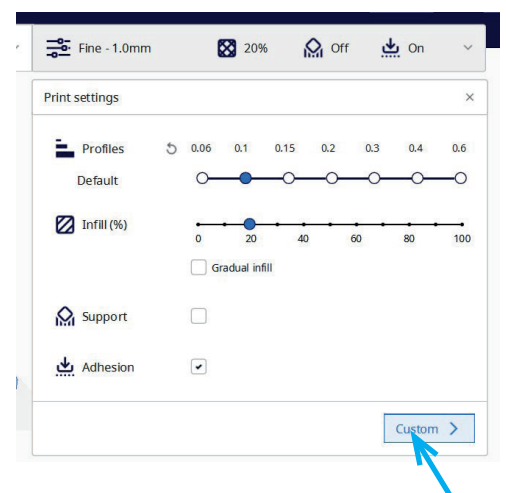 Fine - 1.0mm 20% Off On
Print settings
Profiles 0.06 0.1 0.15 0.2 0.3 0.4 0.6
Default
Infill (%)
0 20 40 60 80 100
Gradual infill
Support
Adhesion
Custom